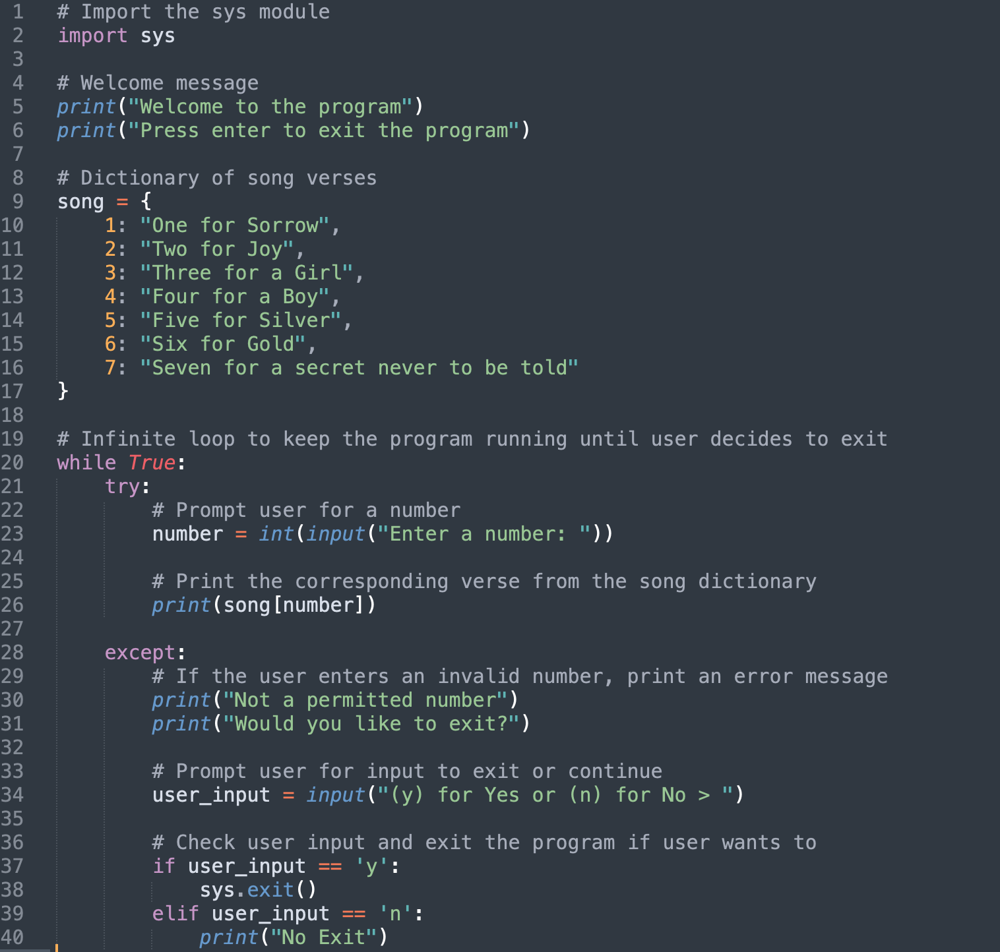 1 # Import the sys module
2 import sys
3
4 # Welcome message
5 print("Welcome to the program")
6 print("Press enter to exit the program")
7
8 # Dictionary of song verses
9 song = {
10     1: "One for Sorrow",
11     2: "Two for Joy",
12     3: "Three for a Girl",
13     4: "Four for a Boy",
14     5: "Five for Silver",
15     6: "Six for Gold",
16     7: "Seven for a secret never to be told"
17 }
18
19 # Infinite loop to keep the program running until user decides to exit
20 while True:
21     try:
22         # Prompt user for a number
23         number = int(input("Enter a number: "))
24
25         # Print the corresponding verse from the song dictionary
26         print(song[number])
27
28     except:
29         # If the user enters an invalid number, print an error message
30         print("Not a permitted number")
31         print("Would you like to exit?")
32
33         # Prompt user for input to exit or continue
34         user_input = input("(y) for Yes or (n) for No > ")
35
36         # Check user input and exit the program if user wants to
37         if user_input == 'y':
38             sys.exit()
39         elif user_input == 'n':
40             print("No Exit")